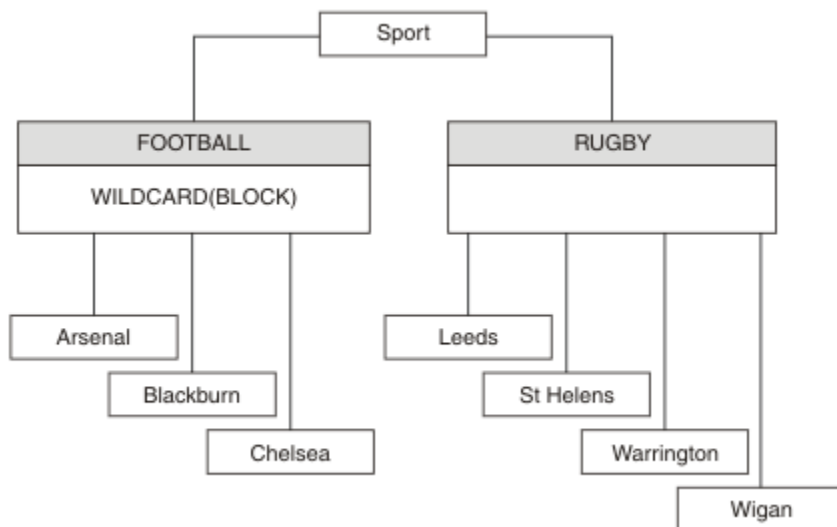 Sport
FOOTBALL
RUGBY
WILDCARD(BLOCK)
Arsenal
Leeds
Blackburn
St Helens
Chelsea
Warrington
Wigan